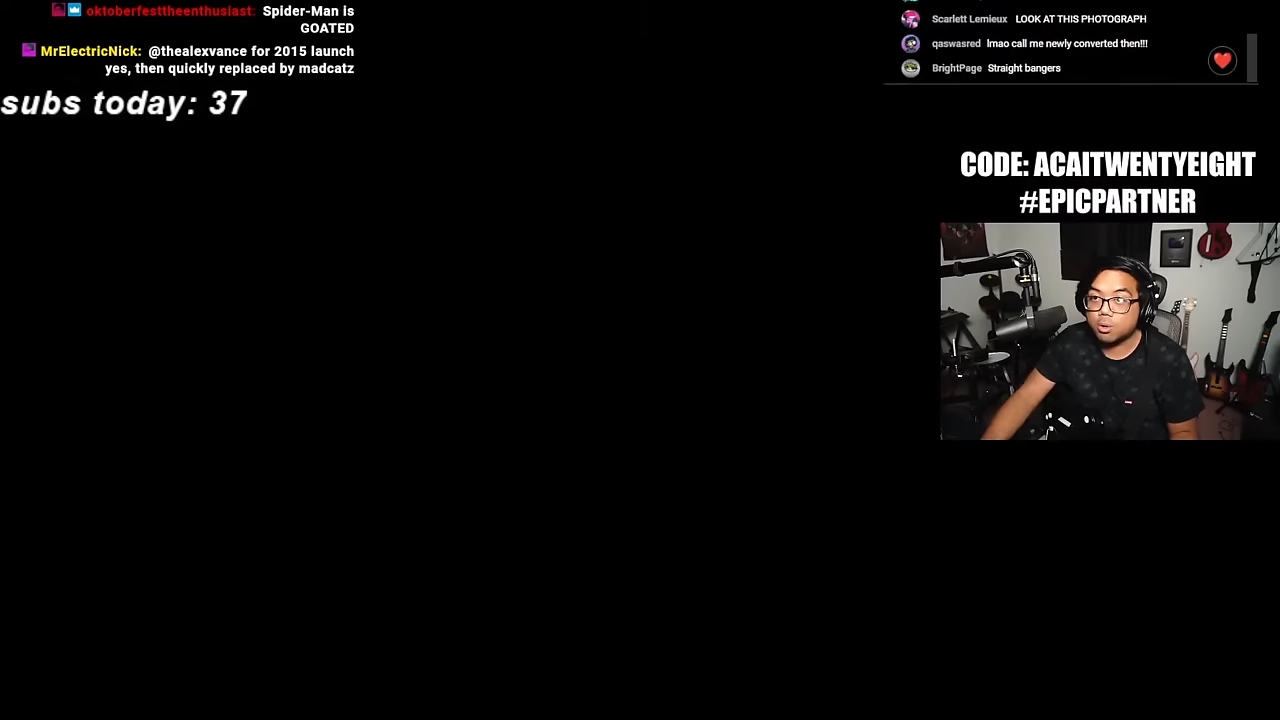 oktoberfesttheenthusiast: Spider-Man is
GOATED
MrElectricNick: @thealexvance for 2015 launch
yes, then quickly replaced by madcatz
subs today: 37
Scarlett Lemieux LOOK AT THIS PHOTOGRAPH
qaswasred lmao call me newly converted then!!!
BrightPage Straight bangers
CODE: ACAITWENTYEIGHT
#EPICPARTNER